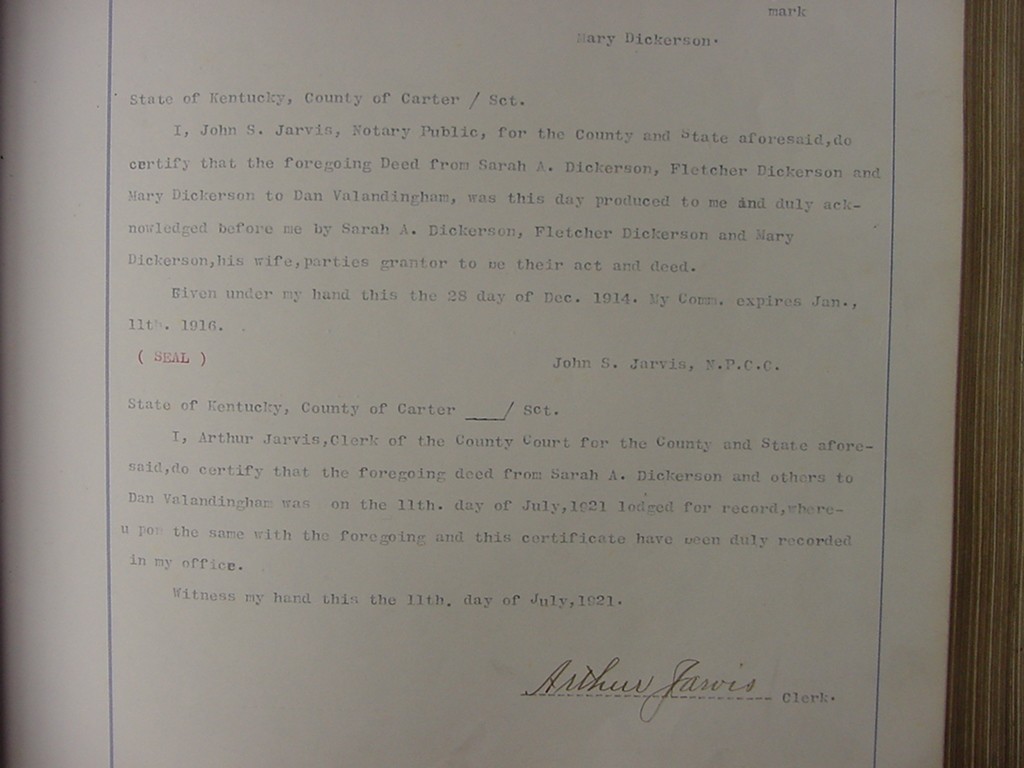 mark
Mary Dickerson.
State of Kentucky, County of Carter / Sct.
I, John S. Jarvis, Notary Public, for the County and State aforesaid,do
certify that the foregoing Deed from Sarah A. Dickerson, Fletcher Dickerson and
Mary Dickerson to Dan Valandingham, was this day produced to me and duly ack-
nowledged before me by Sarah A. Dickerson, Fletcher Dickerson and Mary
Dickerson,his wife,parties grantor to be their act and deed.
Given under my hand this the 28 day of Dec. 1914. My Comm. expires Jan.,
11th. 1916.
( SEAL )
John S. Jarvis, N.P.C.C.
State of Kentucky, County of Carter ____/ Sct.
I, Arthur Jarvis,Clerk of the County Court for the County and State afore-
said,do certify that the foregoing deed from Sarah A. Dickerson and others to
Dan Valandingham was on the 11th. day of July,1921 lodged for record,where-
u pon the same with the foregoing and this certificate have been duly recorded
in my office.
Witness my hand this the 11th. day of July,1921.
Arthur Jarvis Clerk.